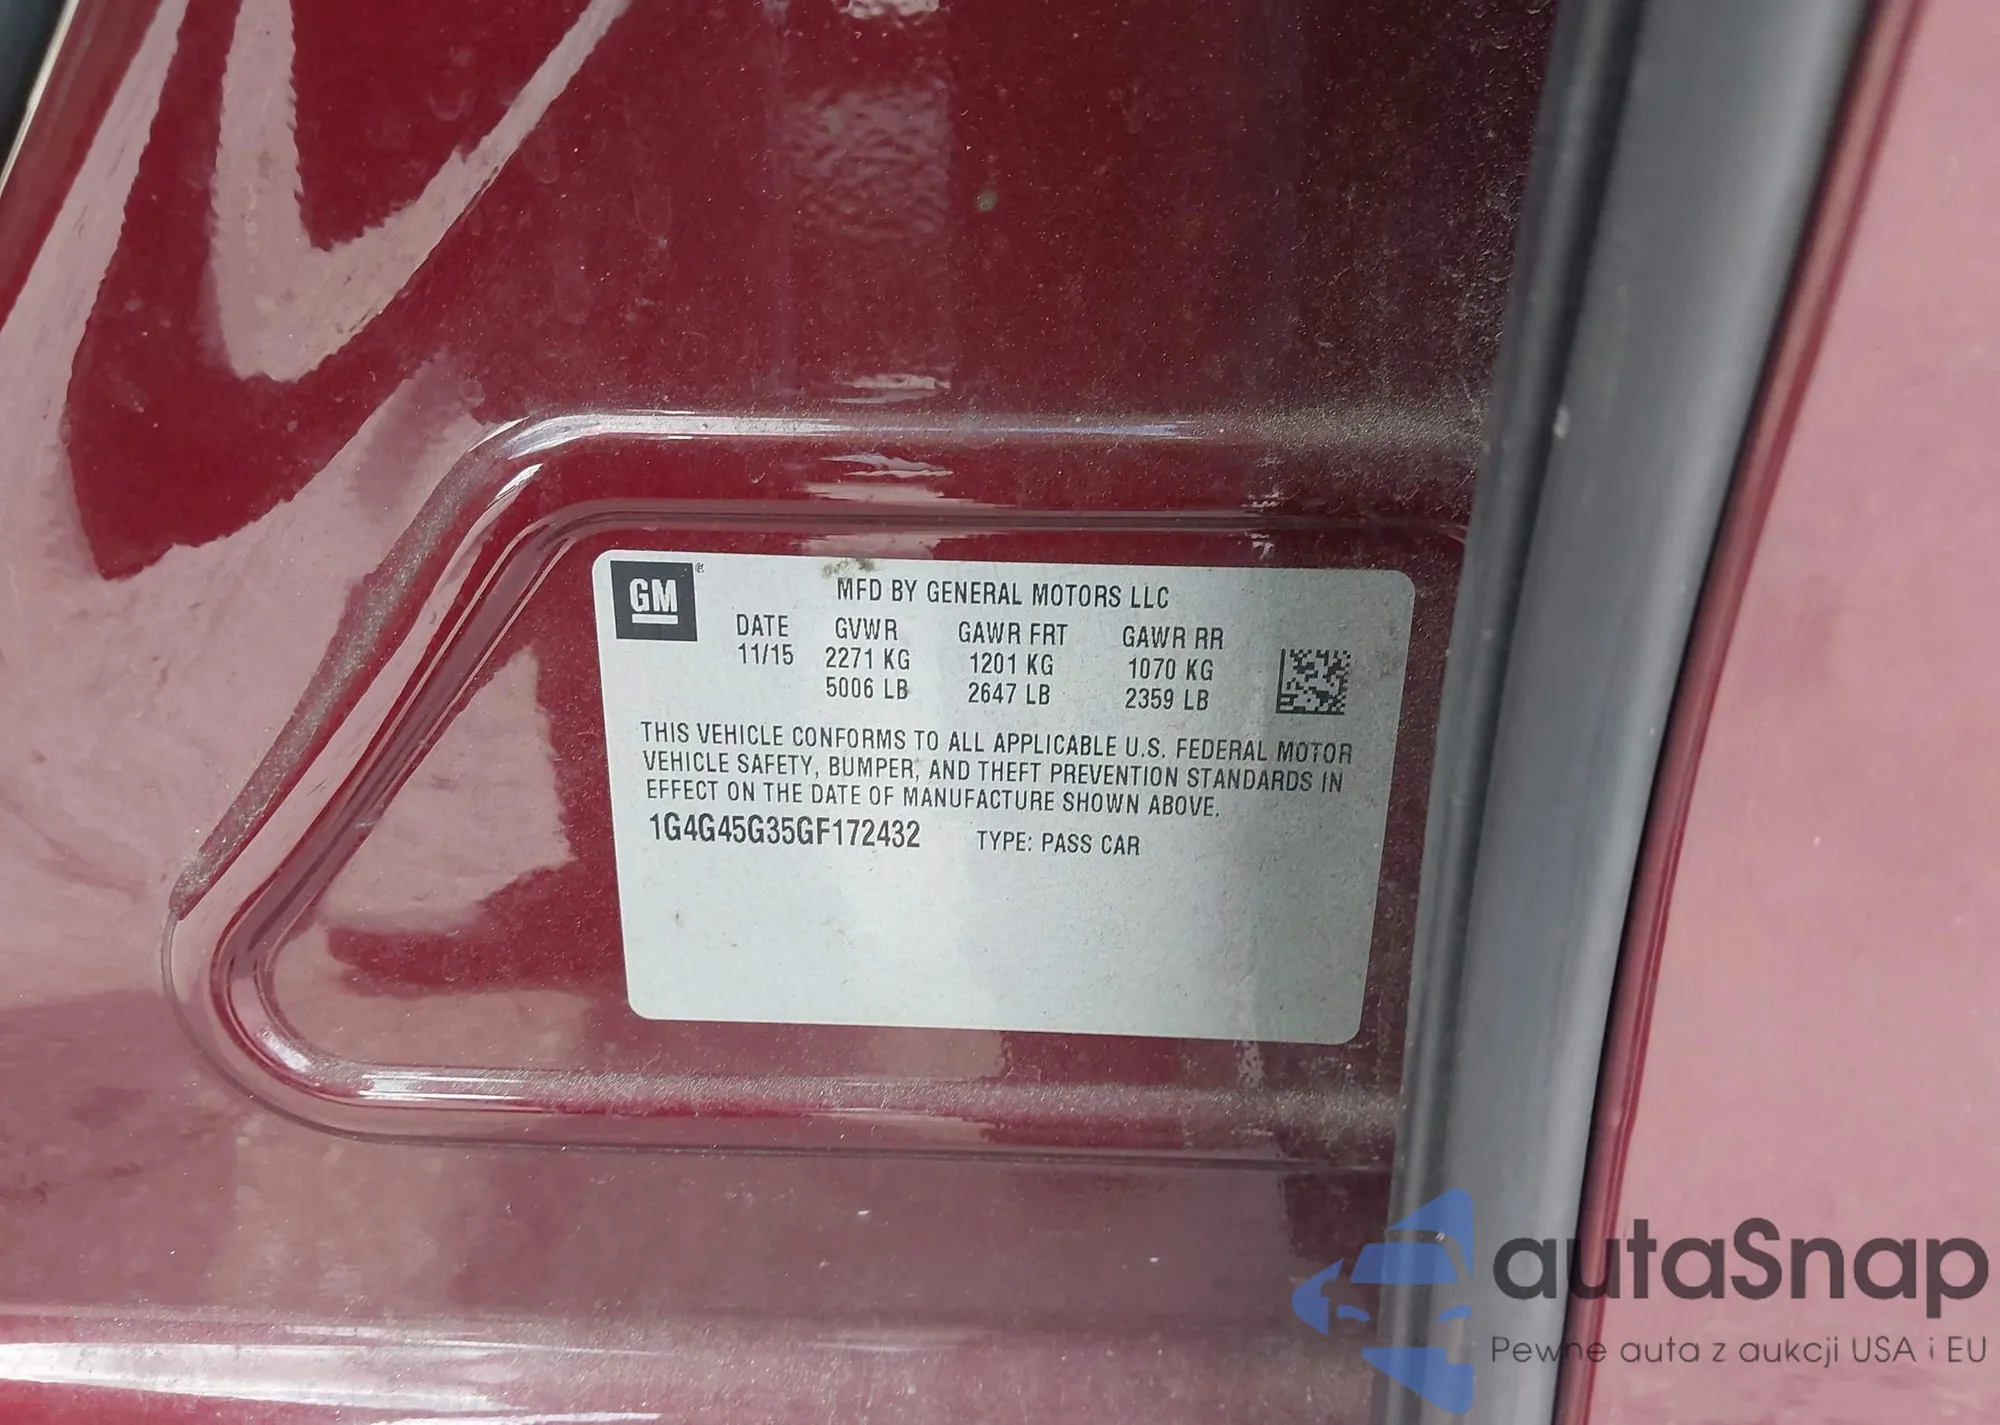 GM®
MFD BY GENERAL MOTORS LLC
DATE GVWR GAWR FRT GAWR RR
11/15 2271 KG 1201 KG 1070 KG
5006 LB 2647 LB 2359 LB
THIS VEHICLE CONFORMS TO ALL APPLICABLE U.S. FEDERAL MOTOR
VEHICLE SAFETY, BUMPER, AND THEFT PREVENTION STANDARDS IN
EFFECT ON THE DATE OF MANUFACTURE SHOWN ABOVE.
1G4G45G35GF172432 TYPE: PASS CAR
autaSnap
Pewne auta z aukcji USA i EU